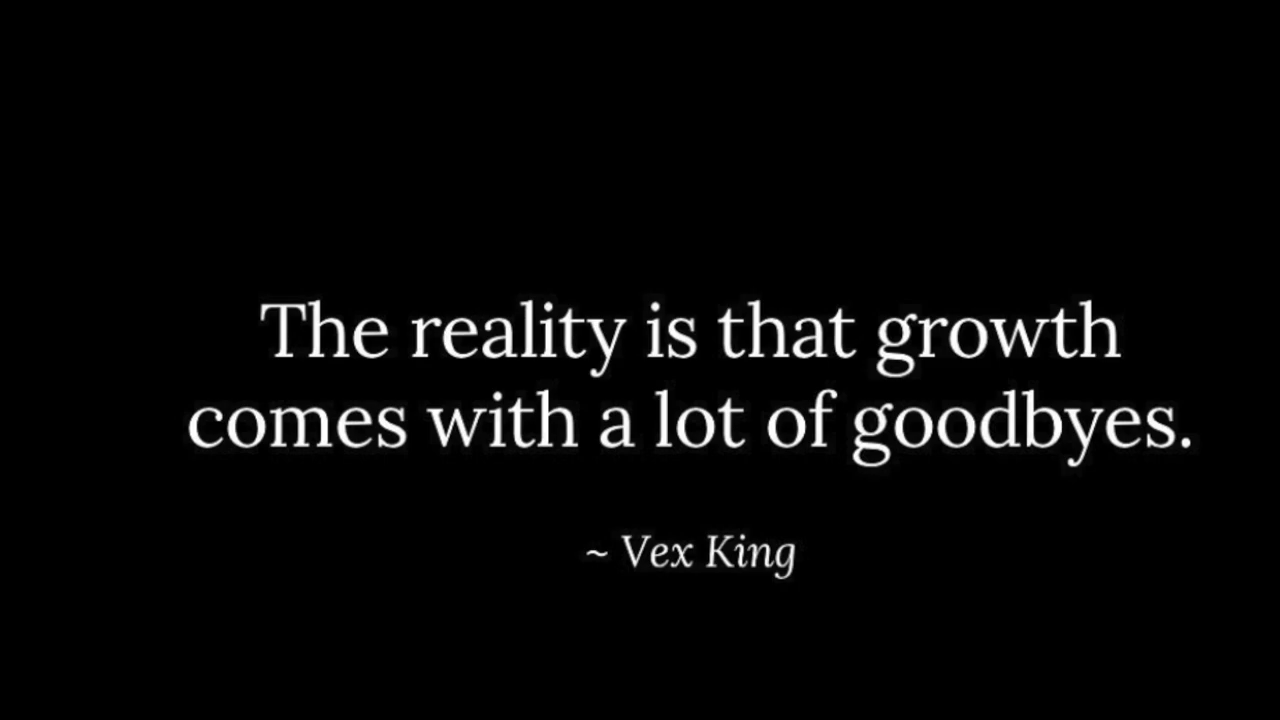 The reality is that growth
comes with a lot of goodbyes.
~ Vex King